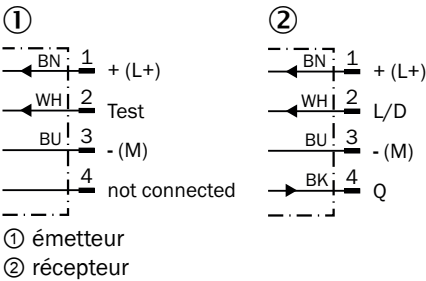 ① ②
BN 1 + (L+) BN 1 + (L+)
WH 2 Test WH 2 L/D
BU 3 - (M) BU 3 - (M)
4 not connected BK 4 Q
① émetteur
② récepteur